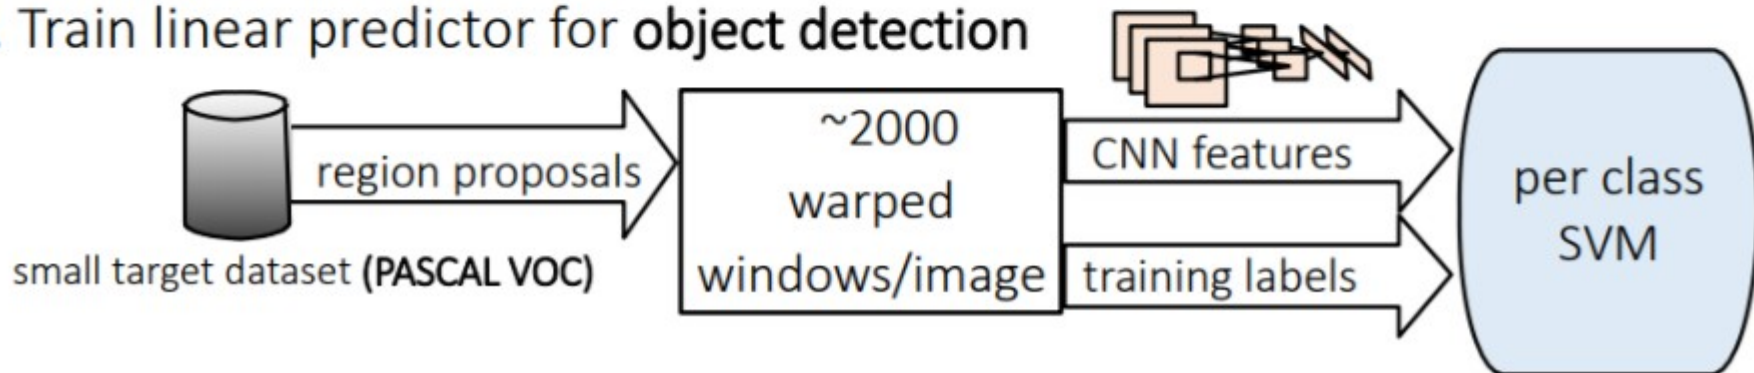 Train linear predictor for object detection
region proposals
small target dataset (PASCAL VOC)
~2000
warped
windows/image
CNN features
training labels
per class
SVM